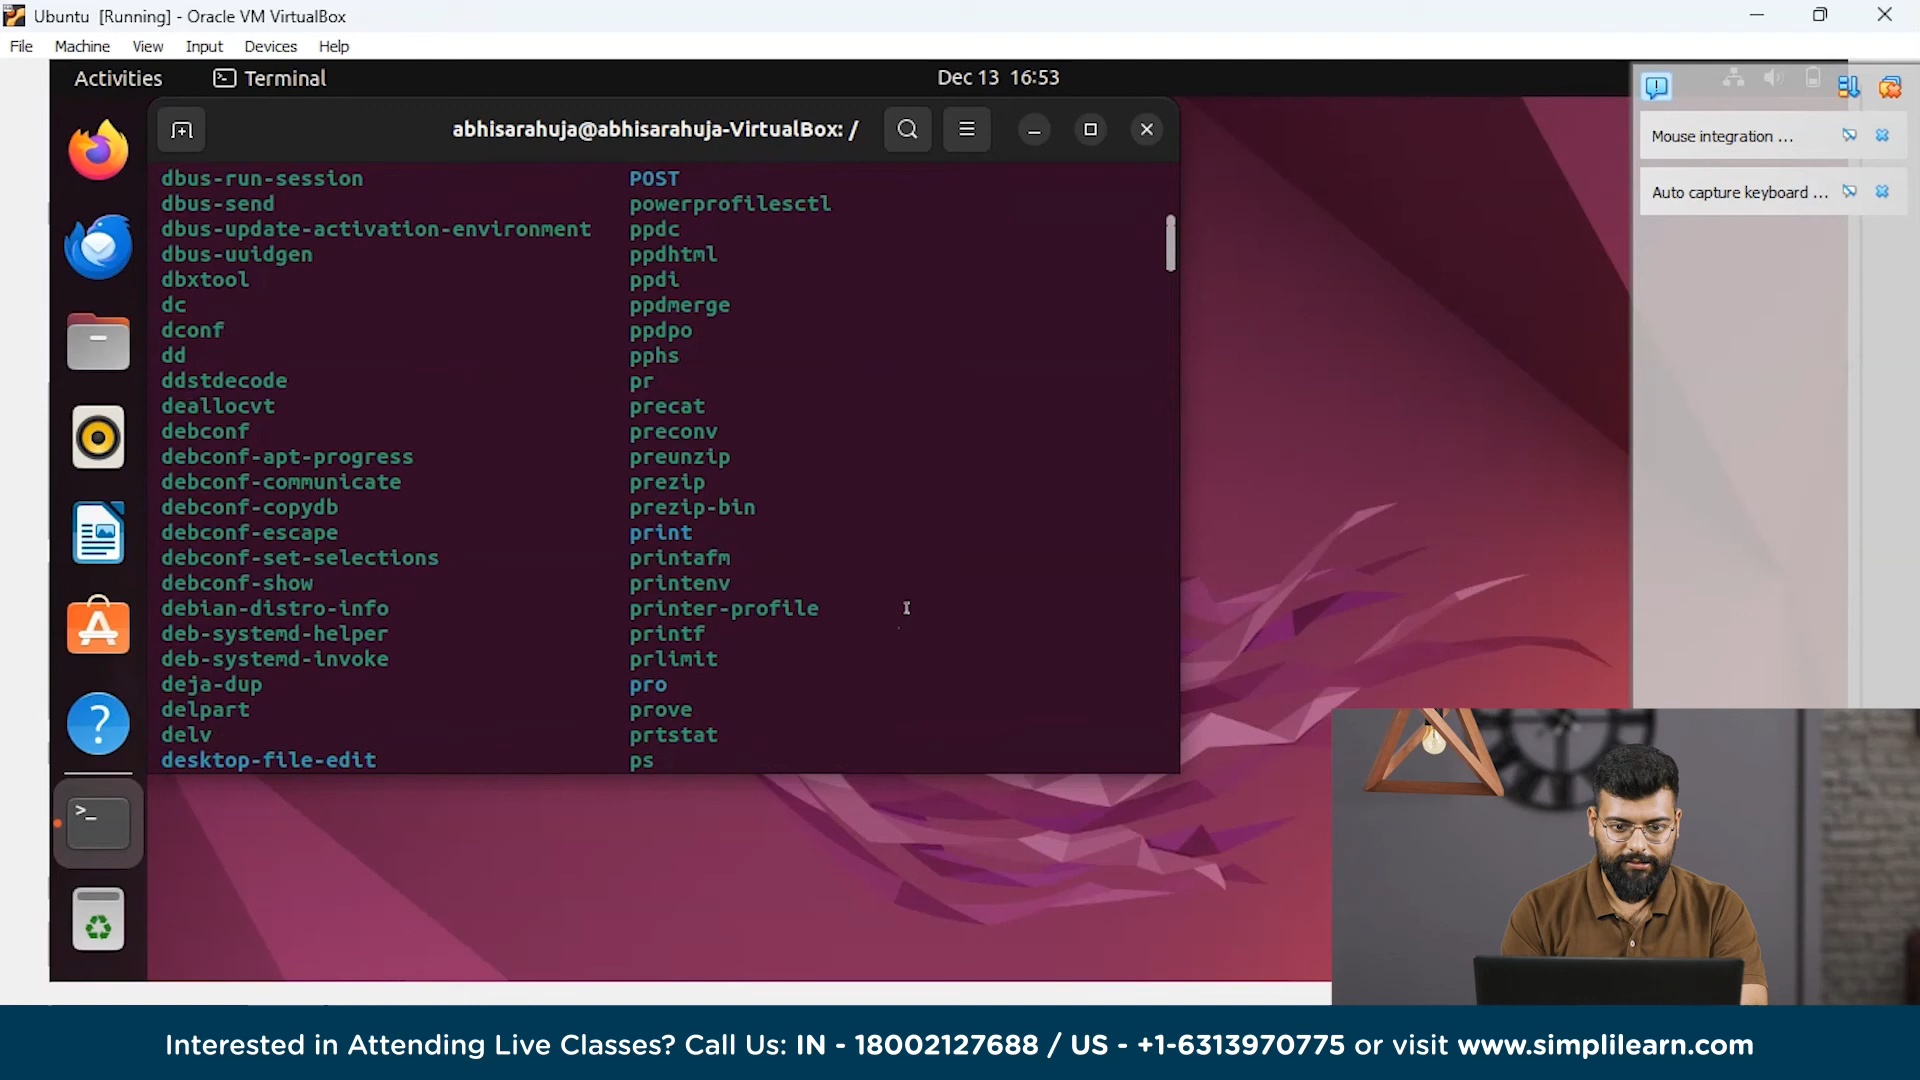 Ubuntu [Running] - Oracle VM VirtualBox
File Machine View Input Devices Help
Activities Terminal Dec 13 16:53
abhisarahuja@abhisarahuja-VirtualBox: /
Mouse integration ...
Auto capture keyboard ...
dbus-run-session POST
dbus-send powerprofilesctl
dbus-update-activation-environment ppdc
dbus-uuidgen ppdhtml
dbxtool ppdi
dc ppdmerge
dconf ppdpo
dd pphs
ddstdecode pr
deallocvt precat
debconf preconv
debconf-apt-progress preunzip
debconf-communicate prezip
debconf-copydb prezip-bin
debconf-escape print
debconf-set-selections printafm
debconf-show printenv
debian-distro-info printer-profile
deb-systemd-helper printf
deb-systemd-invoke prlimit
deja-dup pro
delpart prove
delv prtstat
desktop-file-edit ps
Interested in Attending Live Classes? Call Us: IN - 18002127688 / US - +1-6313970775 or visit www.simplilearn.com